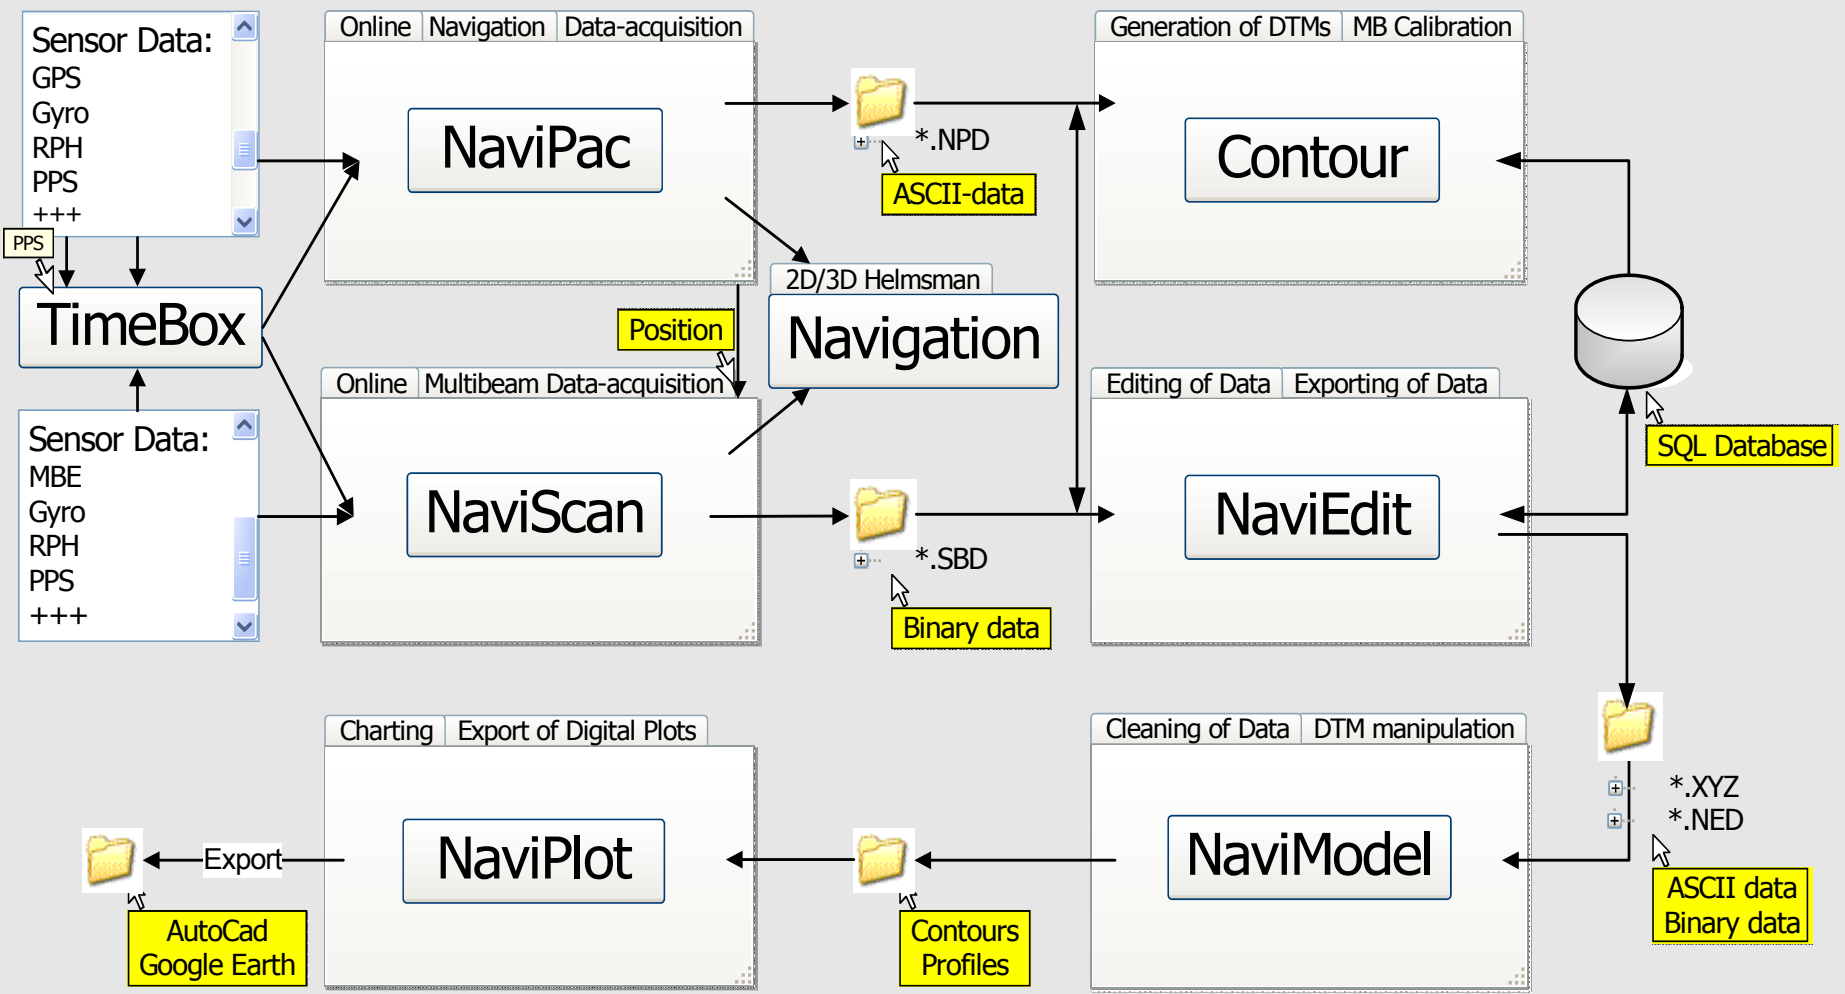 Sensor Data:
GPS
Gyro
RPH
PPS
+++
PPS
TimeBox
Sensor Data:
MBE
Gyro
RPH
PPS
+++
Online Navigation Data-acquisition
NaviPac
*.NPD
ASCII-data
Generation of DTMs MB Calibration
Contour
2D/3D Helmsman
Navigation
Position
Online Multibeam Data-acquisition
NaviScan
*.SBD
Binary data
Editing of Data Exporting of Data
NaviEdit
SQL Database
Charting Export of Digital Plots
NaviPlot
Export
AutoCad
Google Earth
Contours
Profiles
Cleaning of Data DTM manipulation
NaviModel
*.XYZ
*.NED
ASCII data
Binary data